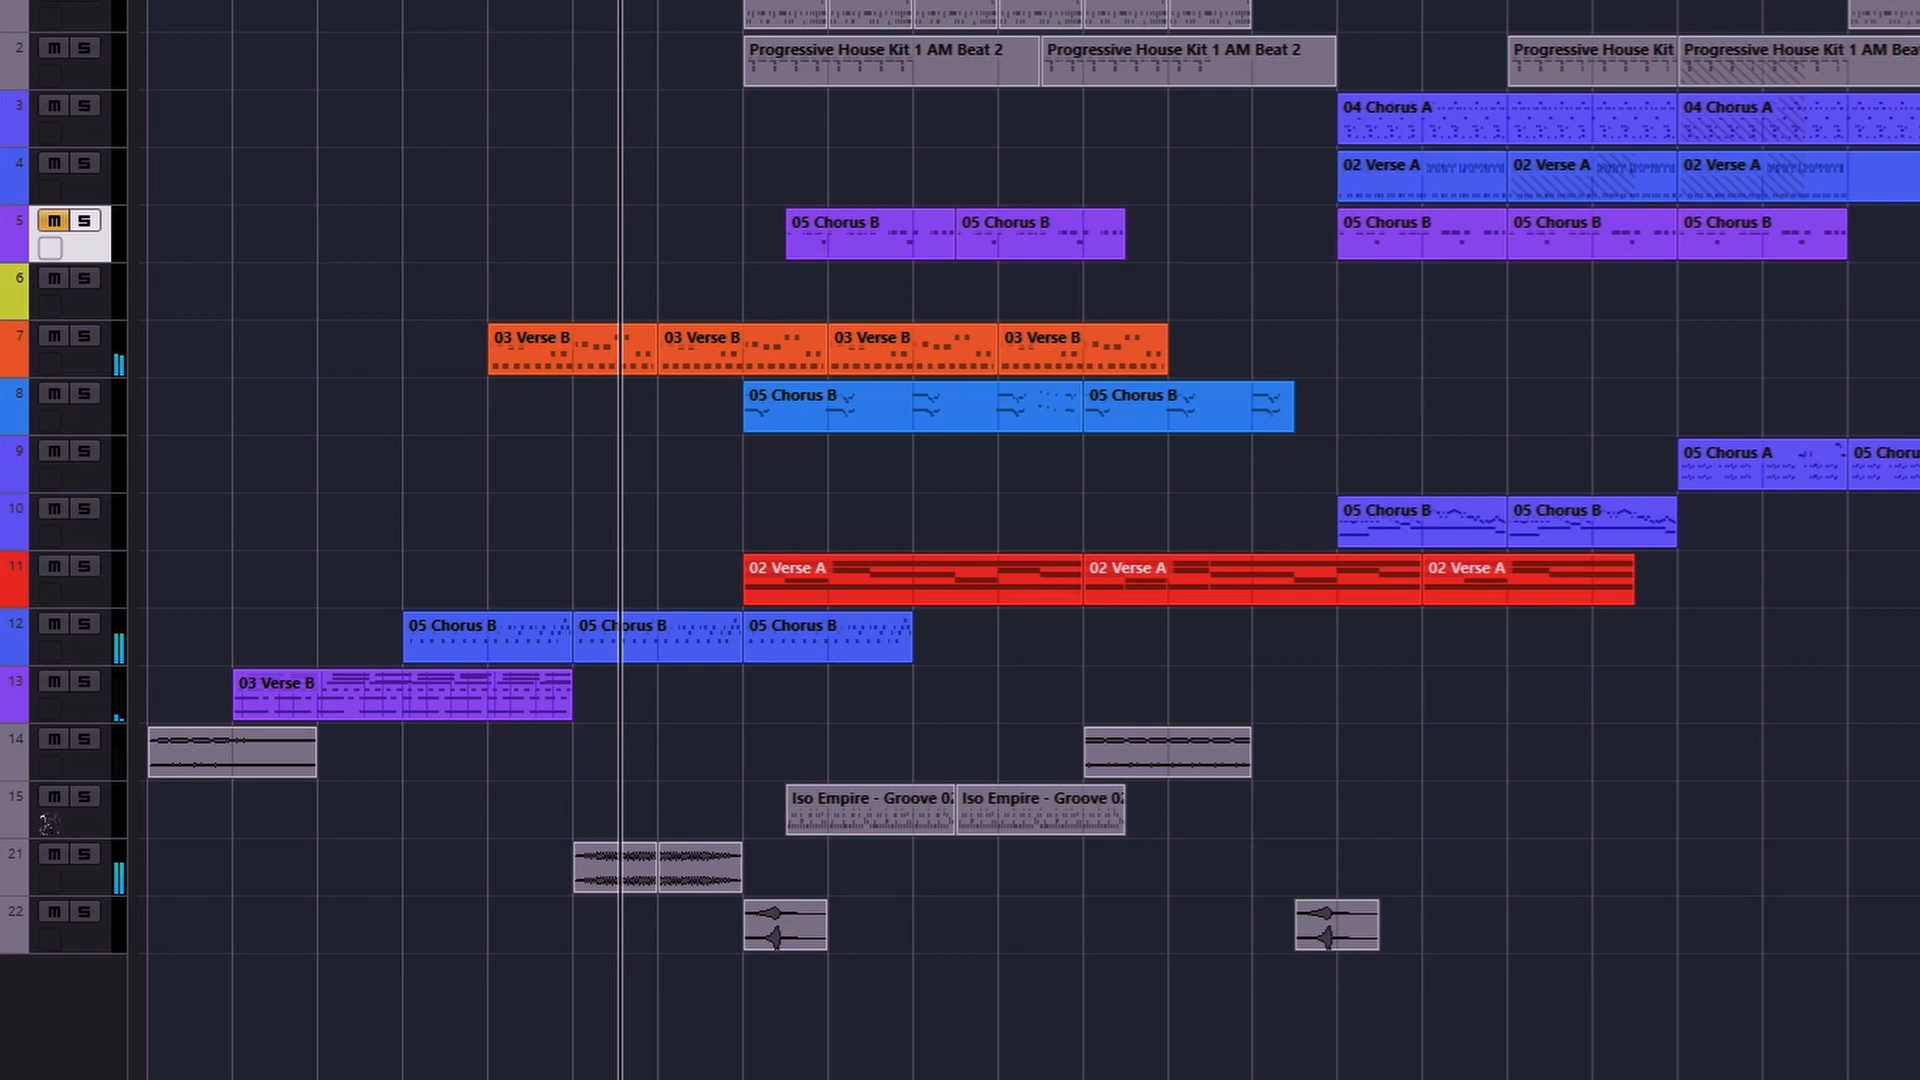 2 m S Progressive House Kit 1 AM Beat 2 Progressive House Kit 1 AM Beat 2 Progressive House Kit Progressive House Kit 1 AM Bea
3 m S 04 Chorus A 04 Chorus A
4 m S 02 Verse A 02 Verse A 02 Verse A
5 m S 05 Chorus B 05 Chorus B 05 Chorus B 05 Chorus B 05 Chorus B
6 m S
7 m S 03 Verse B 03 Verse B 03 Verse B 03 Verse B
8 m S 05 Chorus B 05 Chorus B
9 m S 05 Chorus A 05 Choru
10 m S 05 Chorus B 05 Chorus B
11 m S 02 Verse A 02 Verse A 02 Verse A
12 m S 05 Chorus B 05 Chorus B 05 Chorus B
13 m S 03 Verse B
14 m S
15 m S Iso Empire - Groove 02 Iso Empire - Groove 02
21 m S
22 m S